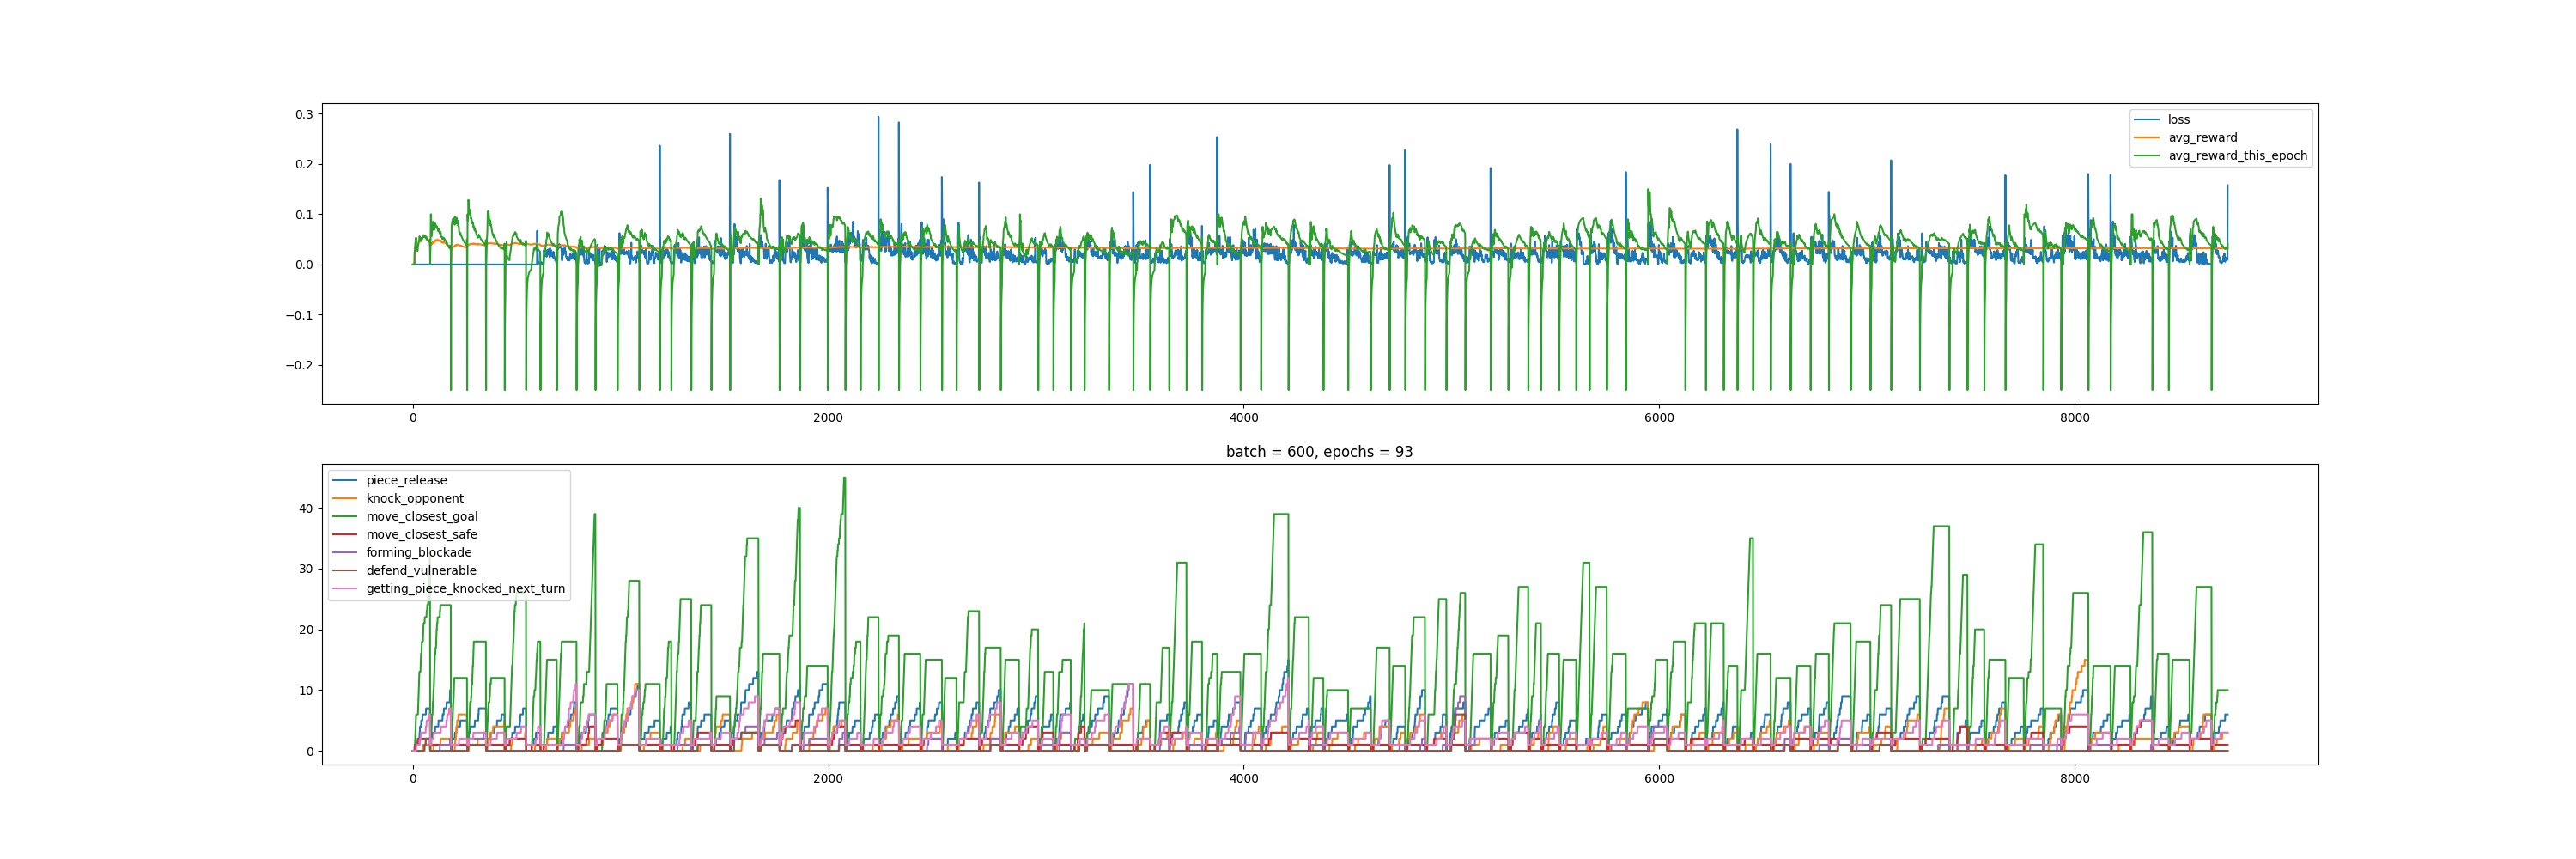 0.3
0.2
0.1
0.0
−0.1
−0.2
loss
avg_reward
avg_reward_this_epoch
0 2000 4000 6000 8000
batch = 600, epochs = 93
40
30
20
10
0
piece_release
knock_opponent
move_closest_goal
move_closest_safe
forming_blockade
defend_vulnerable
getting_piece_knocked_next_turn
0 2000 4000 6000 8000